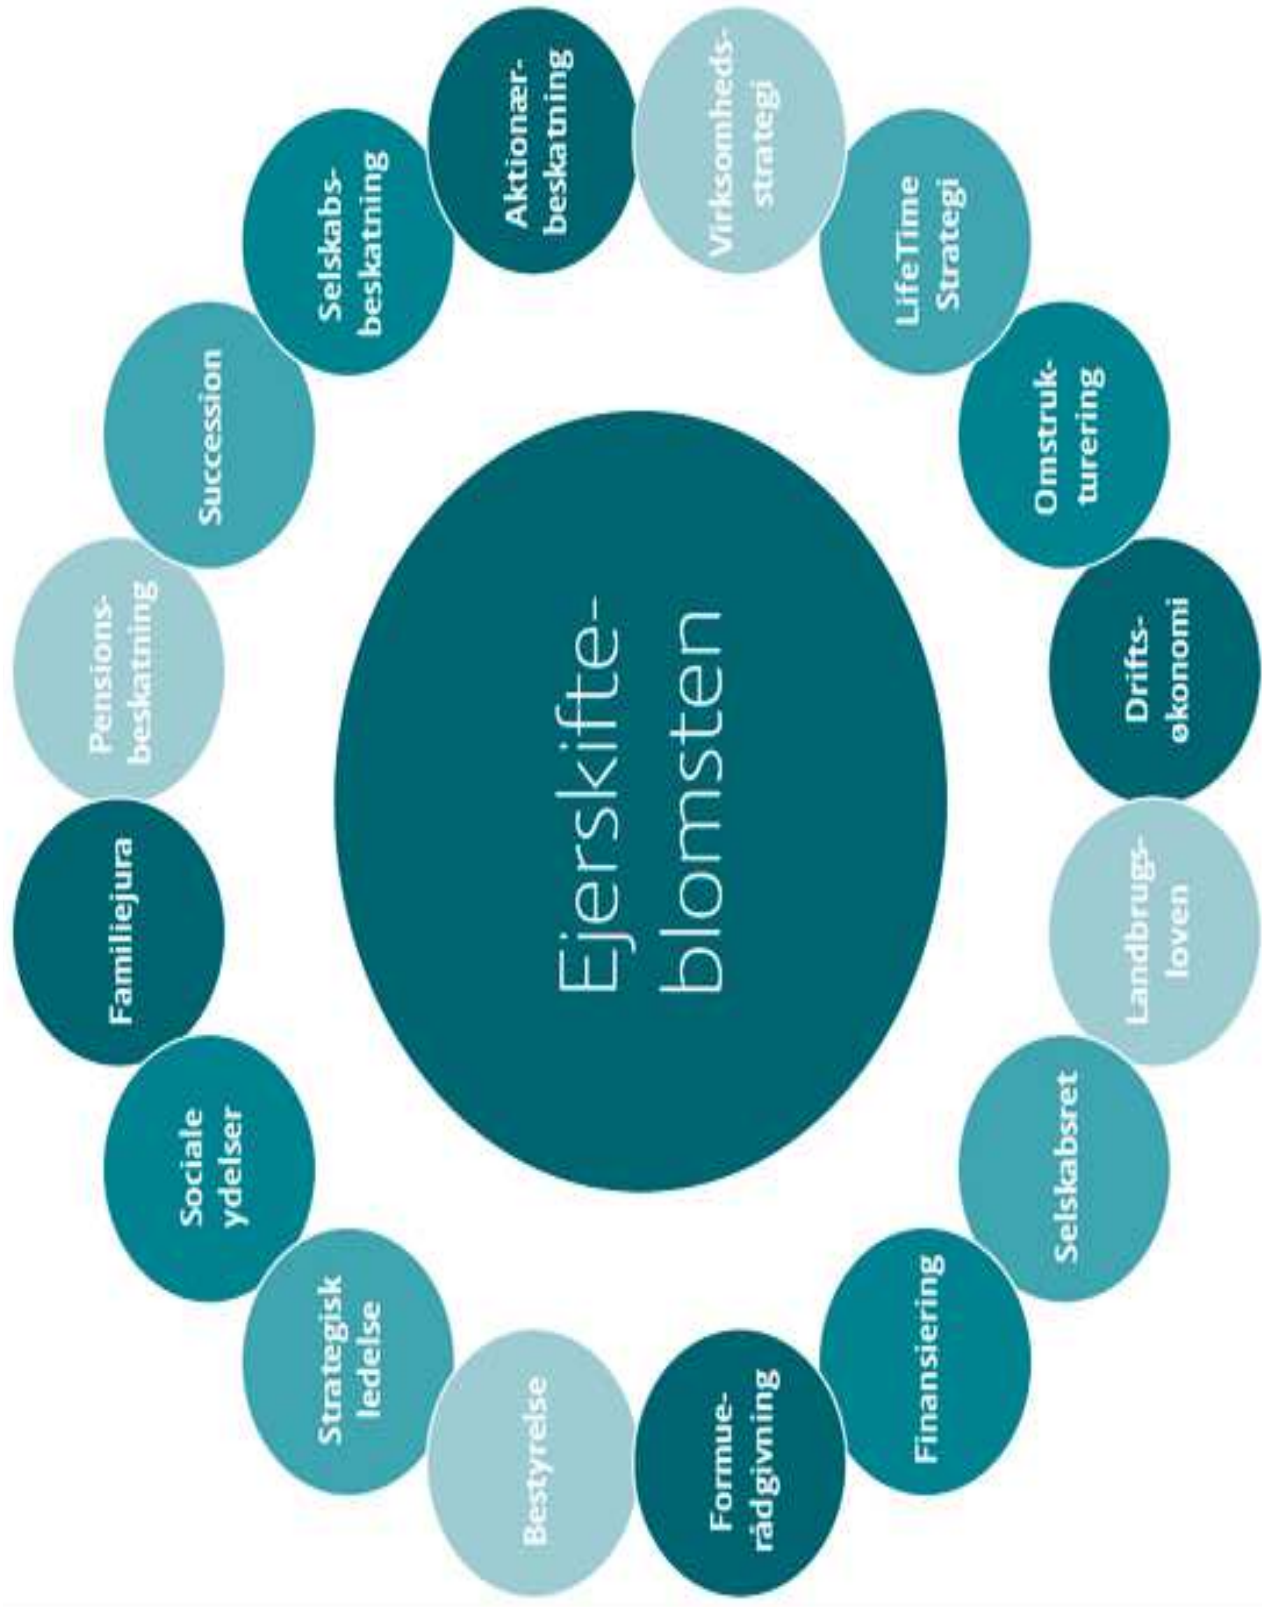 Ejerskifte-
blomsten
Pensions-
beskatning
Succession
Selskabs-
beskatning
Aktionær-
beskatning
Virksomheds-
strategi
LifeTime
Strategi
Omstruk-
turering
Drifts-
økonomi
Landbrugs-
loven
Selskabsret
Finansiering
Formue-
rådgivning
Bestyrelse
Strategisk
ledelse
Sociale
ydelser
Familiejura